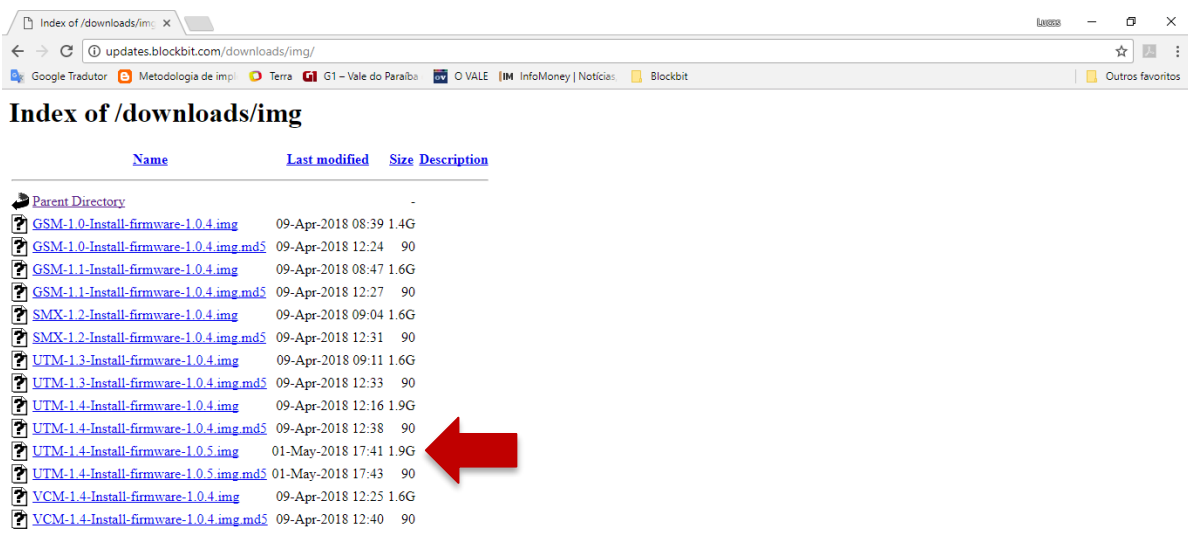 Index of /downloads/img
Lucas
updates.blockbit.com/downloads/img/
Google Tradutor Metodologia de impl Terra G1 – Vale do Paraíba OV O VALE IM InfoMoney | Notícias, Blockbit Outros favoritos
Index of /downloads/img
Name Last modified Size Description
Parent Directory -
GSM-1.0-Install-firmware-1.0.4.img 09-Apr-2018 08:39 1.4G
GSM-1.0-Install-firmware-1.0.4.img.md5 09-Apr-2018 12:24 90
GSM-1.1-Install-firmware-1.0.4.img 09-Apr-2018 08:47 1.6G
GSM-1.1-Install-firmware-1.0.4.img.md5 09-Apr-2018 12:27 90
SMX-1.2-Install-firmware-1.0.4.img 09-Apr-2018 09:04 1.6G
SMX-1.2-Install-firmware-1.0.4.img.md5 09-Apr-2018 12:31 90
UTM-1.3-Install-firmware-1.0.4.img 09-Apr-2018 09:11 1.6G
UTM-1.3-Install-firmware-1.0.4.img.md5 09-Apr-2018 12:33 90
UTM-1.4-Install-firmware-1.0.4.img 09-Apr-2018 12:16 1.9G
UTM-1.4-Install-firmware-1.0.4.img.md5 09-Apr-2018 12:38 90
UTM-1.4-Install-firmware-1.0.5.img 01-May-2018 17:41 1.9G
UTM-1.4-Install-firmware-1.0.5.img.md5 01-May-2018 17:43 90
VCM-1.4-Install-firmware-1.0.4.img 09-Apr-2018 12:25 1.6G
VCM-1.4-Install-firmware-1.0.4.img.md5 09-Apr-2018 12:40 90